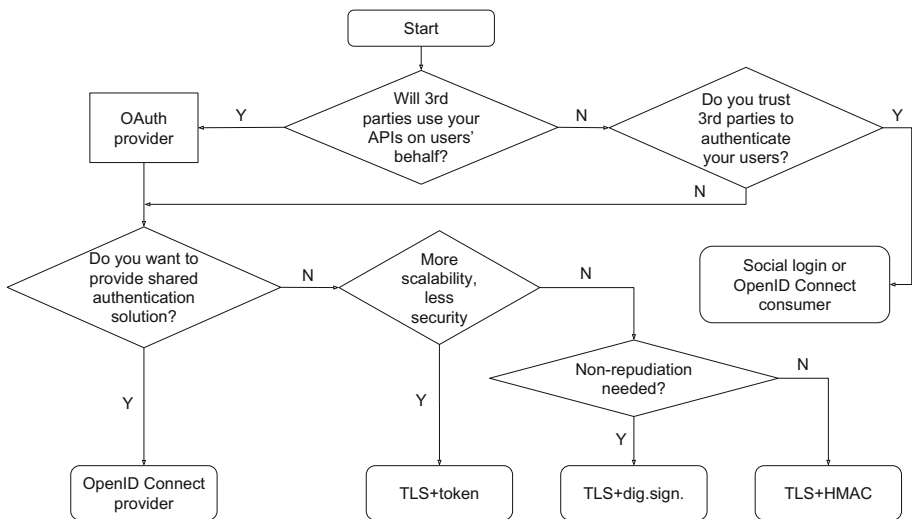 Start
Will 3rd
parties use your
APIs on users'
behalf?
Y
N
OAuth
provider
Do you trust
3rd parties to
authenticate
your users?
Y
N
Do you want to
provide shared
authentication
solution?
N
Y
More
scalability,
less
security
N
Y
Social login or
OpenID Connect
consumer
Non-repudiation
needed?
N
Y
OpenID Connect
provider
TLS+token
TLS+dig.sign.
TLS+HMAC